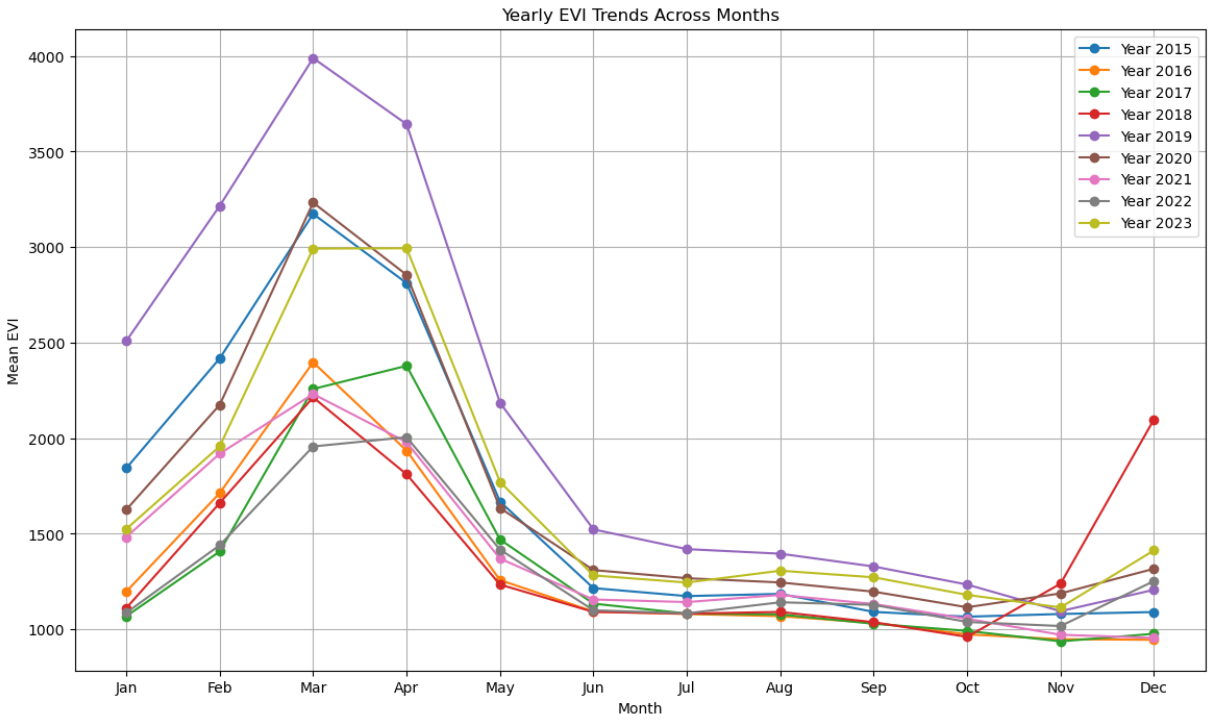 Yearly EVI Trends Across Months
4000
3500
3000
2500
2000
1500
1000
Mean EVI
Year 2015
Year 2016
Year 2017
Year 2018
Year 2019
Year 2020
Year 2021
Year 2022
Year 2023
Jan Feb Mar Apr May Jun Jul Aug Sep Oct Nov Dec
Month